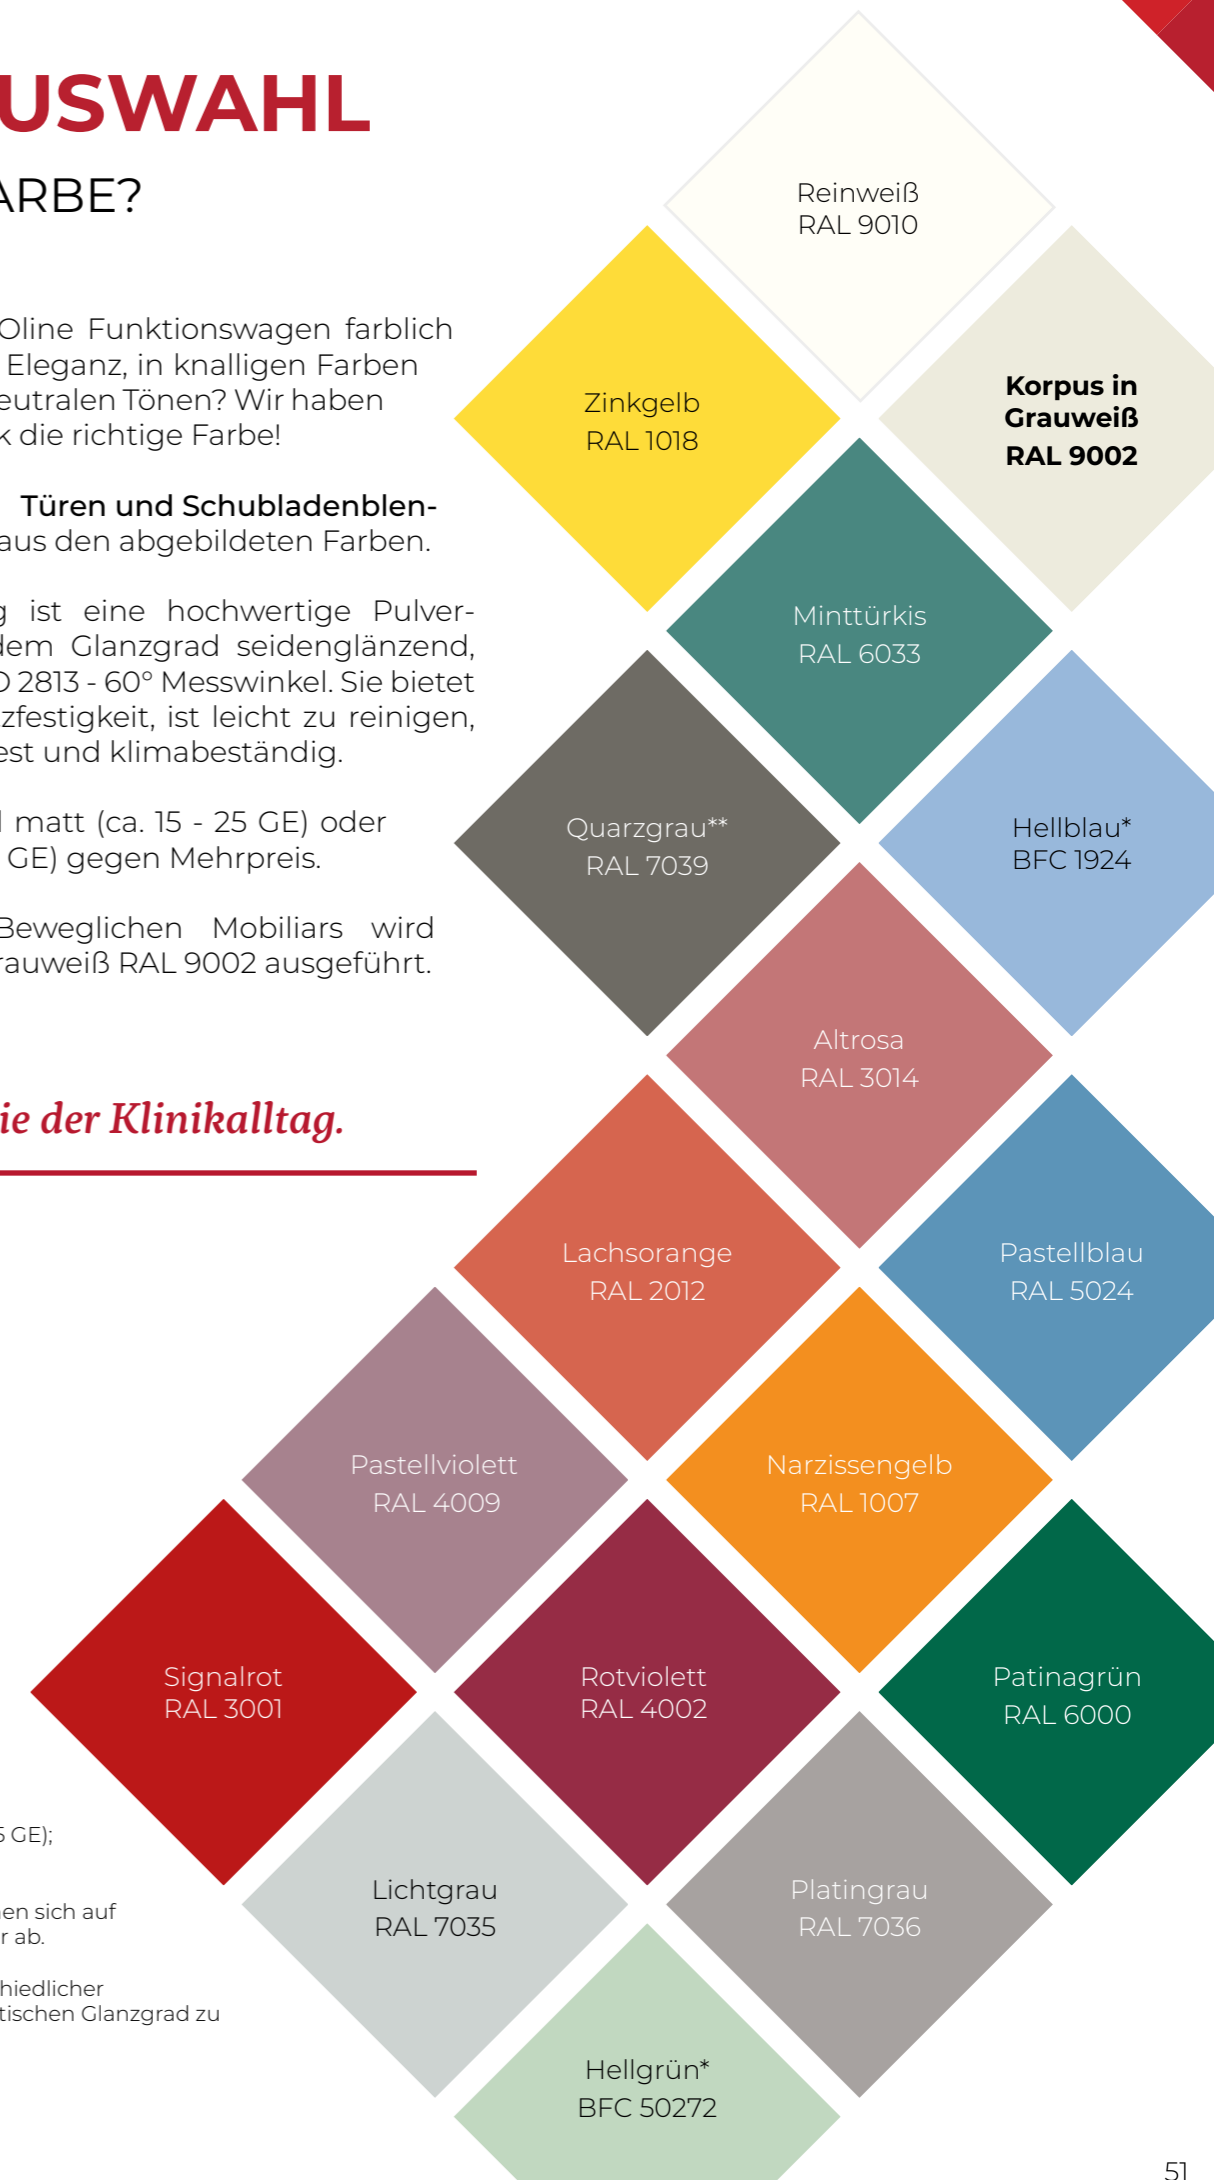 USWAHL
ARBE?
Oline Funktionswagen farblich
Eleganz, in knalligen Farben
eutralen Tönen? Wir haben
k die richtige Farbe!
Türen und Schubladenblen-
aus den abgebildeten Farben.
g ist eine hochwertige Pulver-
dem Glanzgrad seidenglänzend,
O 2813 - 60° Messwinkel. Sie bietet
zfestigkeit, ist leicht zu reinigen,
est und klimabeständig.
d matt (ca. 15 - 25 GE) oder
GE) gegen Mehrpreis.
Beweglichen Mobiliars wird
rauweiß RAL 9002 ausgeführt.
ie der Klinikalltag.
5 GE);
nen sich auf
r ab.
hiedlicher
tischen Glanzgrad zu
Reinweiß
RAL 9010
Zinkgelb
RAL 1018
Korpus in
Grauweiß
RAL 9002
Minttürkis
RAL 6033
Quarzgrau**
RAL 7039
Hellblau*
BFC 1924
Altrosa
RAL 3014
Lachsorange
RAL 2012
Pastellblau
RAL 5024
Pastellviolett
RAL 4009
Narzissengelb
RAL 1007
Signalrot
RAL 3001
Rotviolett
RAL 4002
Patinagrün
RAL 6000
Lichtgrau
RAL 7035
Platingrau
RAL 7036
Hellgrün*
BFC 50272
51